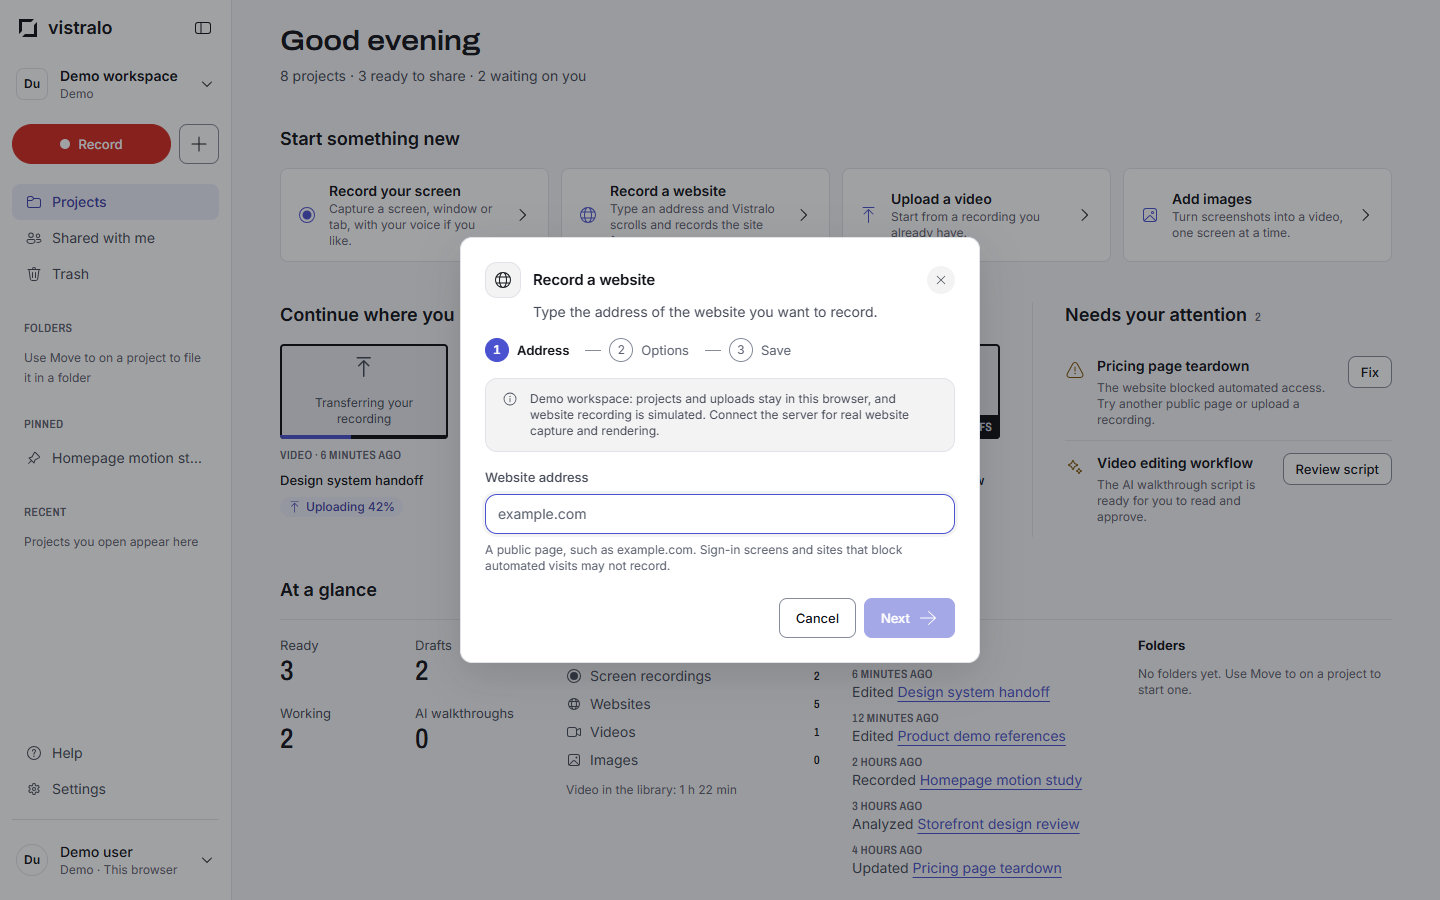 vistralo
Du
Demo workspace
Demo
Record
Projects
Shared with me
Trash
FOLDERS
Use Move to on a project to file
it in a folder
PINNED
Homepage motion st...
RECENT
Projects you open appear here
Help
Settings
Du
Demo user
Demo · This browser
Good evening
8 projects · 3 ready to share · 2 waiting on you
Start something new
Record your screen
Capture a screen, window or
tab, with your voice if you
like.
Record a website
Type an address and Vistralo
scrolls and records the site
Upload a video
Start from a recording you
already have.
Add images
Turn screenshots into a video,
one screen at a time.
Continue where you
Transferring your
recording
VIDEO · 6 MINUTES AGO
Design system handoff
Uploading 42%
Needs your attention 2
Pricing page teardown
The website blocked automated access.
Try another public page or upload a
recording.
Fix
Video editing workflow
The AI walkthrough script is
ready for you to read and
approve.
Review script
Record a website
Type the address of the website you want to record.
1 Address
2 Options
3 Save
Demo workspace: projects and uploads stay in this browser, and
website recording is simulated. Connect the server for real website
capture and rendering.
Website address
example.com
A public page, such as example.com. Sign-in screens and sites that block
automated visits may not record.
Cancel
Next
At a glance
Ready
3
Drafts
2
Working
2
AI walkthroughs
0
Screen recordings 2
Websites 5
Videos 1
Images 0
Video in the library: 1 h 22 min
6 MINUTES AGO
Edited Design system handoff
12 MINUTES AGO
Edited Product demo references
2 HOURS AGO
Recorded Homepage motion study
3 HOURS AGO
Analyzed Storefront design review
4 HOURS AGO
Updated Pricing page teardown
Folders
No folders yet. Use Move to on a project to
start one.